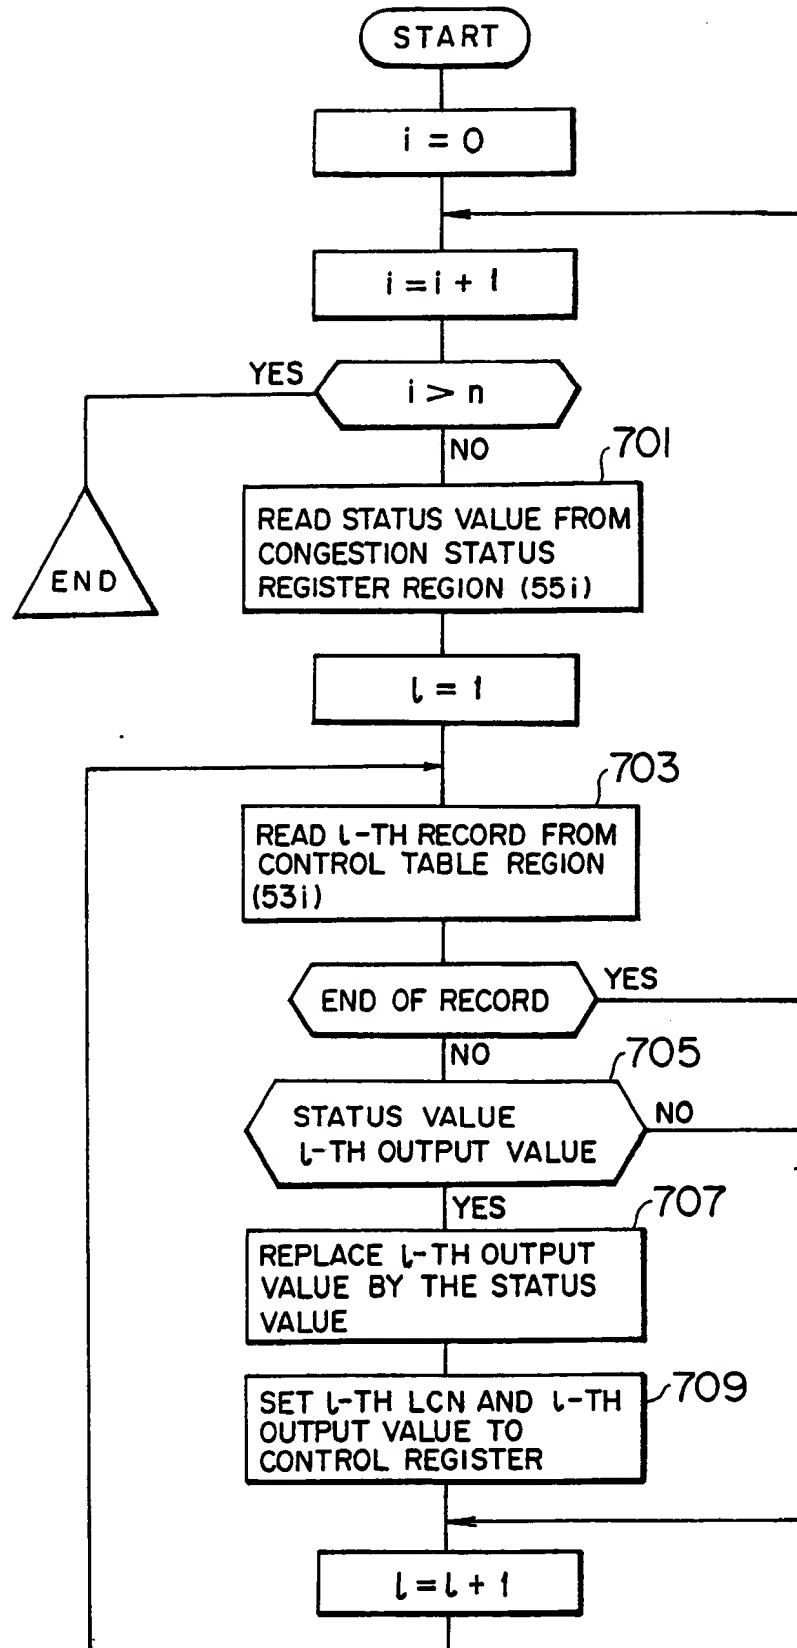 START
i = 0
i = i + 1
YES
i > n
NO
701
READ STATUS VALUE FROM
CONGESTION STATUS
REGISTER REGION (55i)
END
l = 1
703
READ l-TH RECORD FROM
CONTROL TABLE REGION
(53i)
END OF RECORD
YES
NO
705
STATUS VALUE
l-TH OUTPUT VALUE
NO
YES
707
REPLACE l-TH OUTPUT
VALUE BY THE STATUS
VALUE
709
SET l-TH LCN AND l-TH
OUTPUT VALUE TO
CONTROL REGISTER
l = l + 1